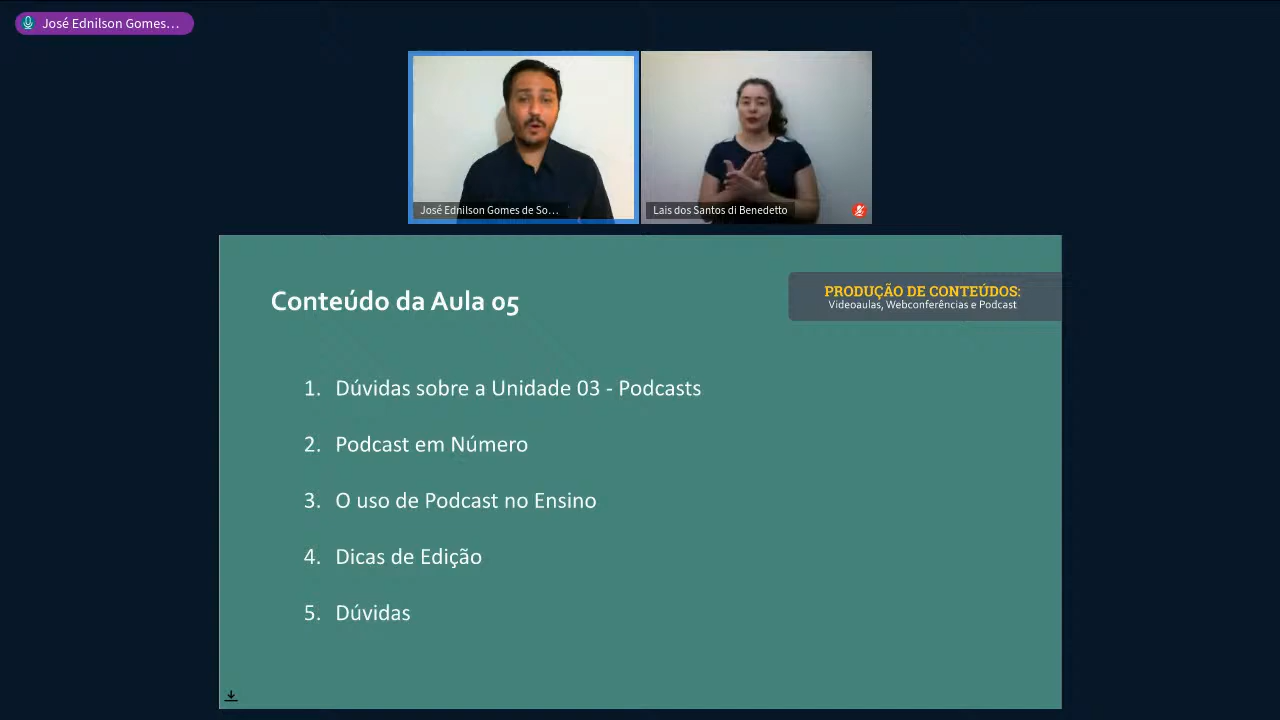 José Ednilson Gomes...
José Ednilson Gomes de So...
Lais dos Santos di Benedetto
Conteúdo da Aula 05
PRODUÇÃO DE CONTEÚDOS:
Videoaulas, Webconferências e Podcast
1. Dúvidas sobre a Unidade 03 - Podcasts
2. Podcast em Número
3. O uso de Podcast no Ensino
4. Dicas de Edição
5. Dúvidas